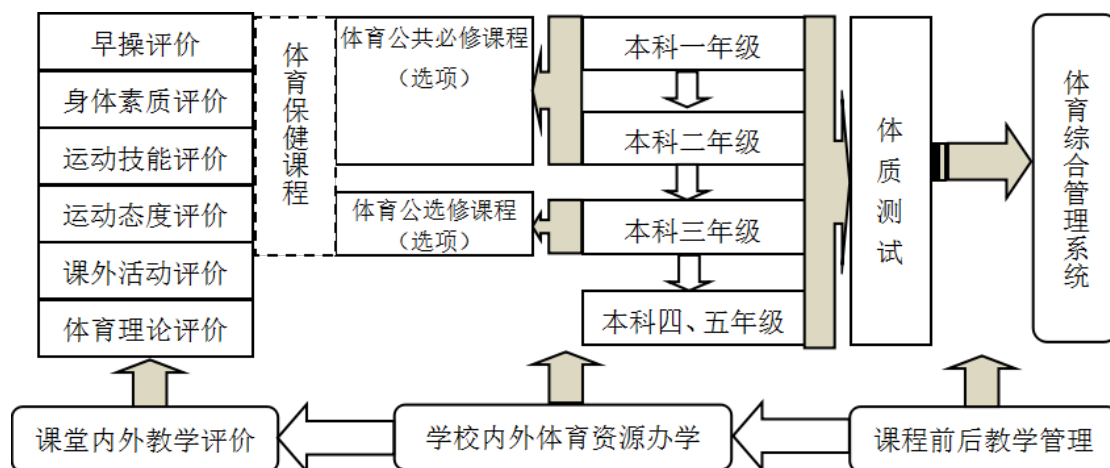 早操评价
身体素质评价
运动技能评价
运动态度评价
课外活动评价
体育理论评价
体育保健课程
体育公共必修课程
（选项）
体育公选修课程
（选项）
本科一年级
本科二年级
本科三年级
本科四、五年级
体质测试
体育综合管理系统
课堂内外教学评价
学校内外体育资源办学
课程前后教学管理